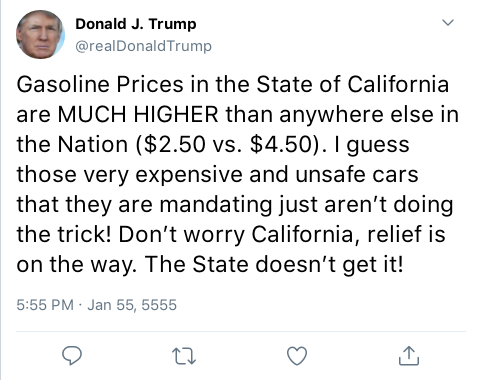 Donald J. Trump
@realDonaldTrump
Gasoline Prices in the State of California
are MUCH HIGHER than anywhere else in
the Nation ($2.50 vs. $4.50). I guess
those very expensive and unsafe cars
that they are mandating just aren’t doing
the trick! Don’t worry California, relief is
on the way. The State doesn’t get it!
5:55 PM · Jan 55, 5555